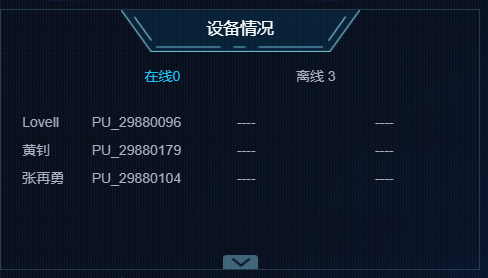 设备情况
在线0 离线 3
Lovell PU_29880096 ---- ----
黄钊 PU_29880179 ---- ----
张再勇 PU_29880104 ---- ----